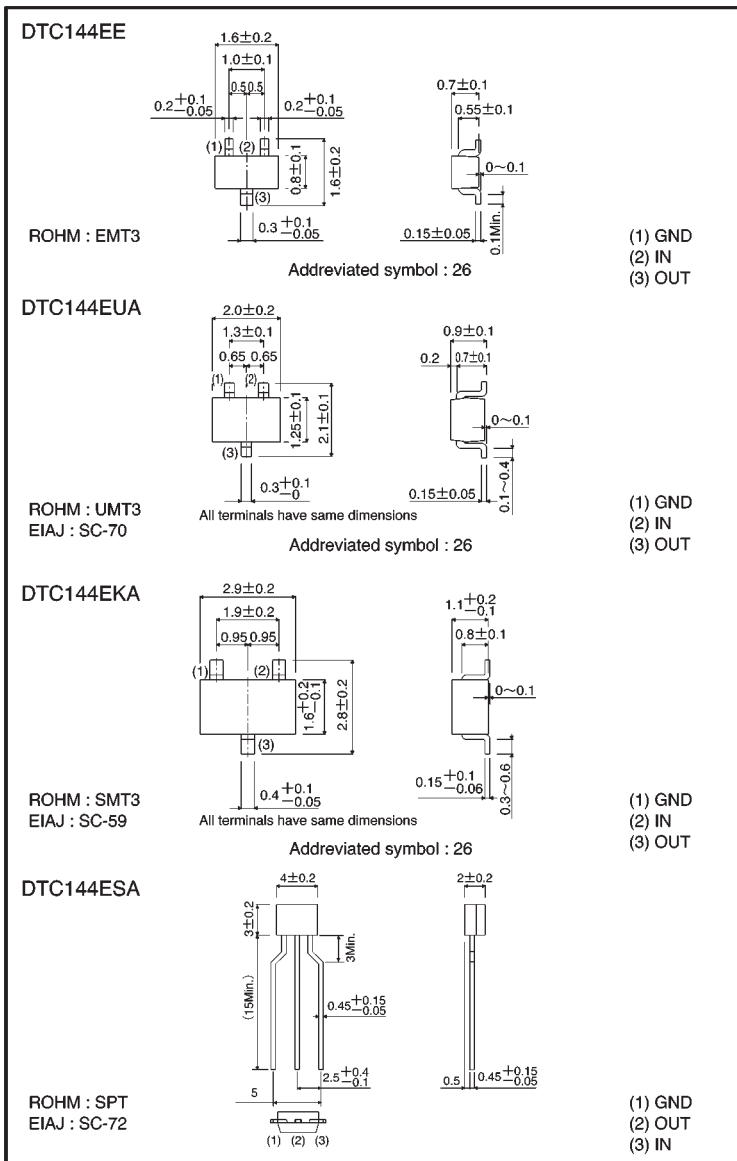 DTC144EE
1.6±0.2
1.0±0.1
0.5 0.5
0.2 +0.1 −0.05
0.2 +0.1 −0.05
(1) (2)
(3)
0.8±0.1
1.6±0.2
0.3 +0.1 −0.05
0.7±0.1
0.55±0.1
0~0.1
0.15±0.05
0.1Min.
ROHM : EMT3
Addreviated symbol : 26
(1) GND
(2) IN
(3) OUT
DTC144EUA
2.0±0.2
1.3±0.1
0.65 0.65
(1) (2)
(3)
1.25±0.1
2.1±0.1
0.3 +0.1 −0
0.9±0.1
0.2 0.7±0.1
0~0.1
0.15±0.05
0.1~0.4
ROHM : UMT3
EIAJ : SC-70
All terminals have same dimensions
Addreviated symbol : 26
(1) GND
(2) IN
(3) OUT
DTC144EKA
2.9±0.2
1.9±0.2
0.95 0.95
(1) (2)
(3)
1.6 +0.2 −0.1
2.8±0.2
0.4 +0.1 −0.05
1.1 +0.2 −0.1
0.8±0.1
0~0.1
0.15 +0.1 −0.06
0.3~0.6
ROHM : SMT3
EIAJ : SC-59
All terminals have same dimensions
Addreviated symbol : 26
(1) GND
(2) IN
(3) OUT
DTC144ESA
4±0.2
3±0.2
3Min.
(15Min.)
0.45 +0.15 −0.05
2.5 +0.4 −0.1
5
(1) (2) (3)
2±0.2
0.5 0.45 +0.15 −0.05
ROHM : SPT
EIAJ : SC-72
(1) GND
(2) OUT
(3) IN